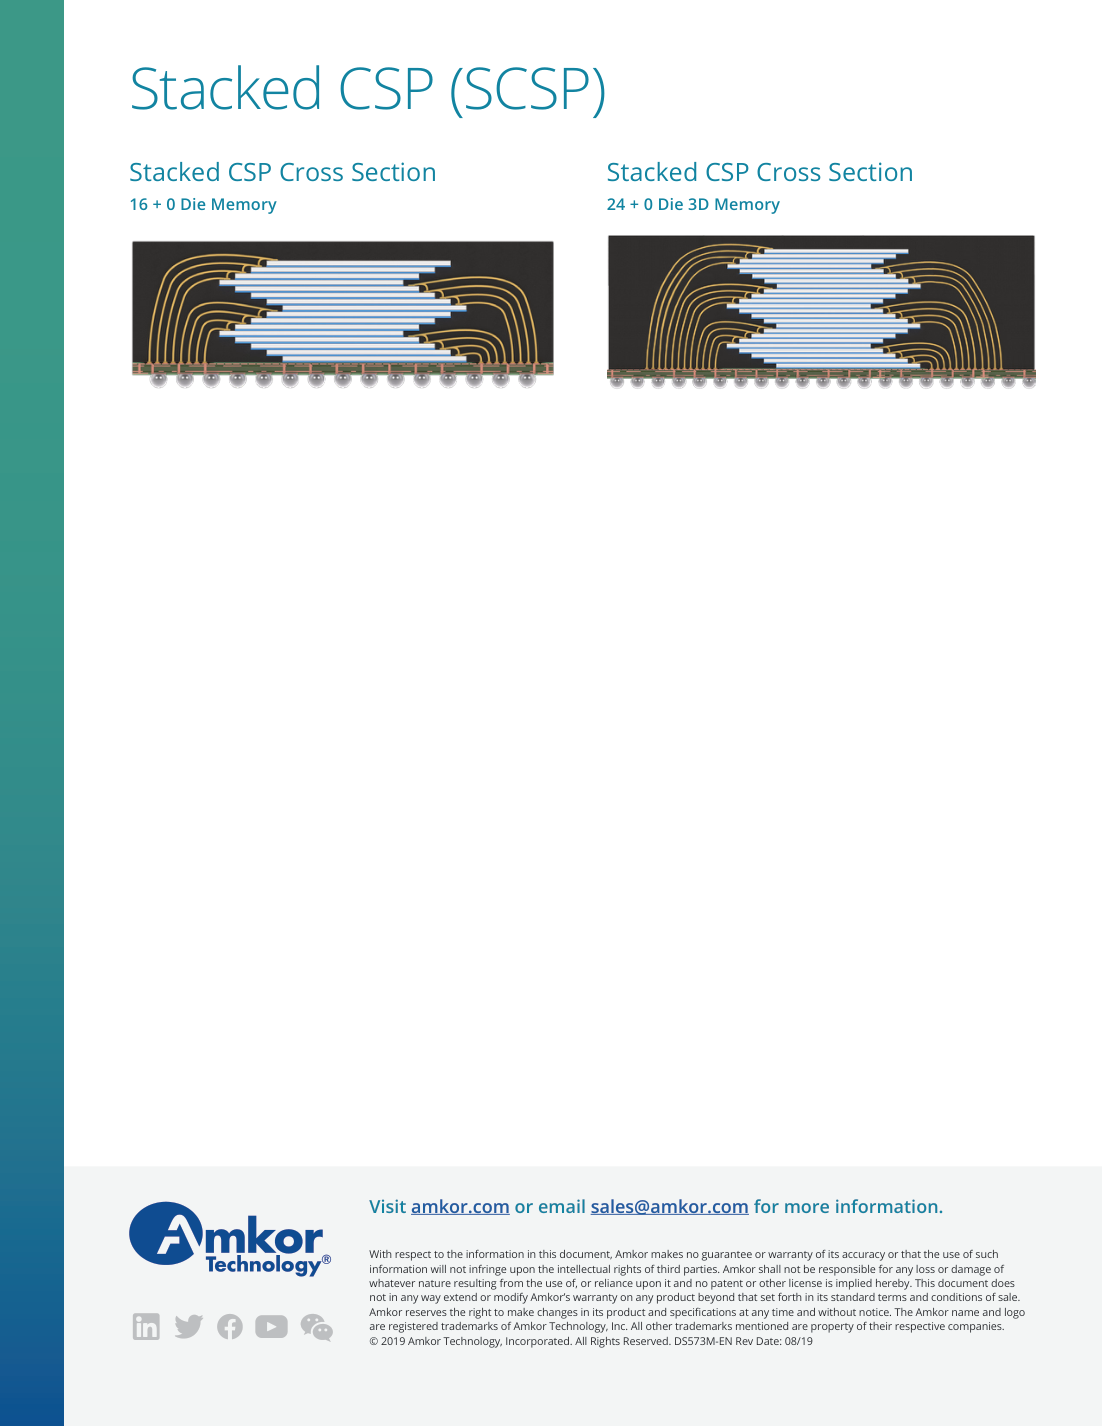 Stacked CSP (SCSP)
Stacked CSP Cross Section
16 + 0 Die Memory
Stacked CSP Cross Section
24 + 0 Die 3D Memory
Amkor
Technology®
in
Visit amkor.com or email sales@amkor.com for more information.
With respect to the information in this document, Amkor makes no guarantee or warranty of its accuracy or that the use of such
information will not infringe upon the intellectual rights of third parties. Amkor shall not be responsible for any loss or damage of
whatever nature resulting from the use of, or reliance upon it and no patent or other license is implied hereby. This document does
not in any way extend or modify Amkor’s warranty on any product beyond that set forth in its standard terms and conditions of sale.
Amkor reserves the right to make changes in its product and specifications at any time and without notice. The Amkor name and logo
are registered trademarks of Amkor Technology, Inc. All other trademarks mentioned are property of their respective companies.
© 2019 Amkor Technology, Incorporated. All Rights Reserved. DS573M-EN Rev Date: 08/19